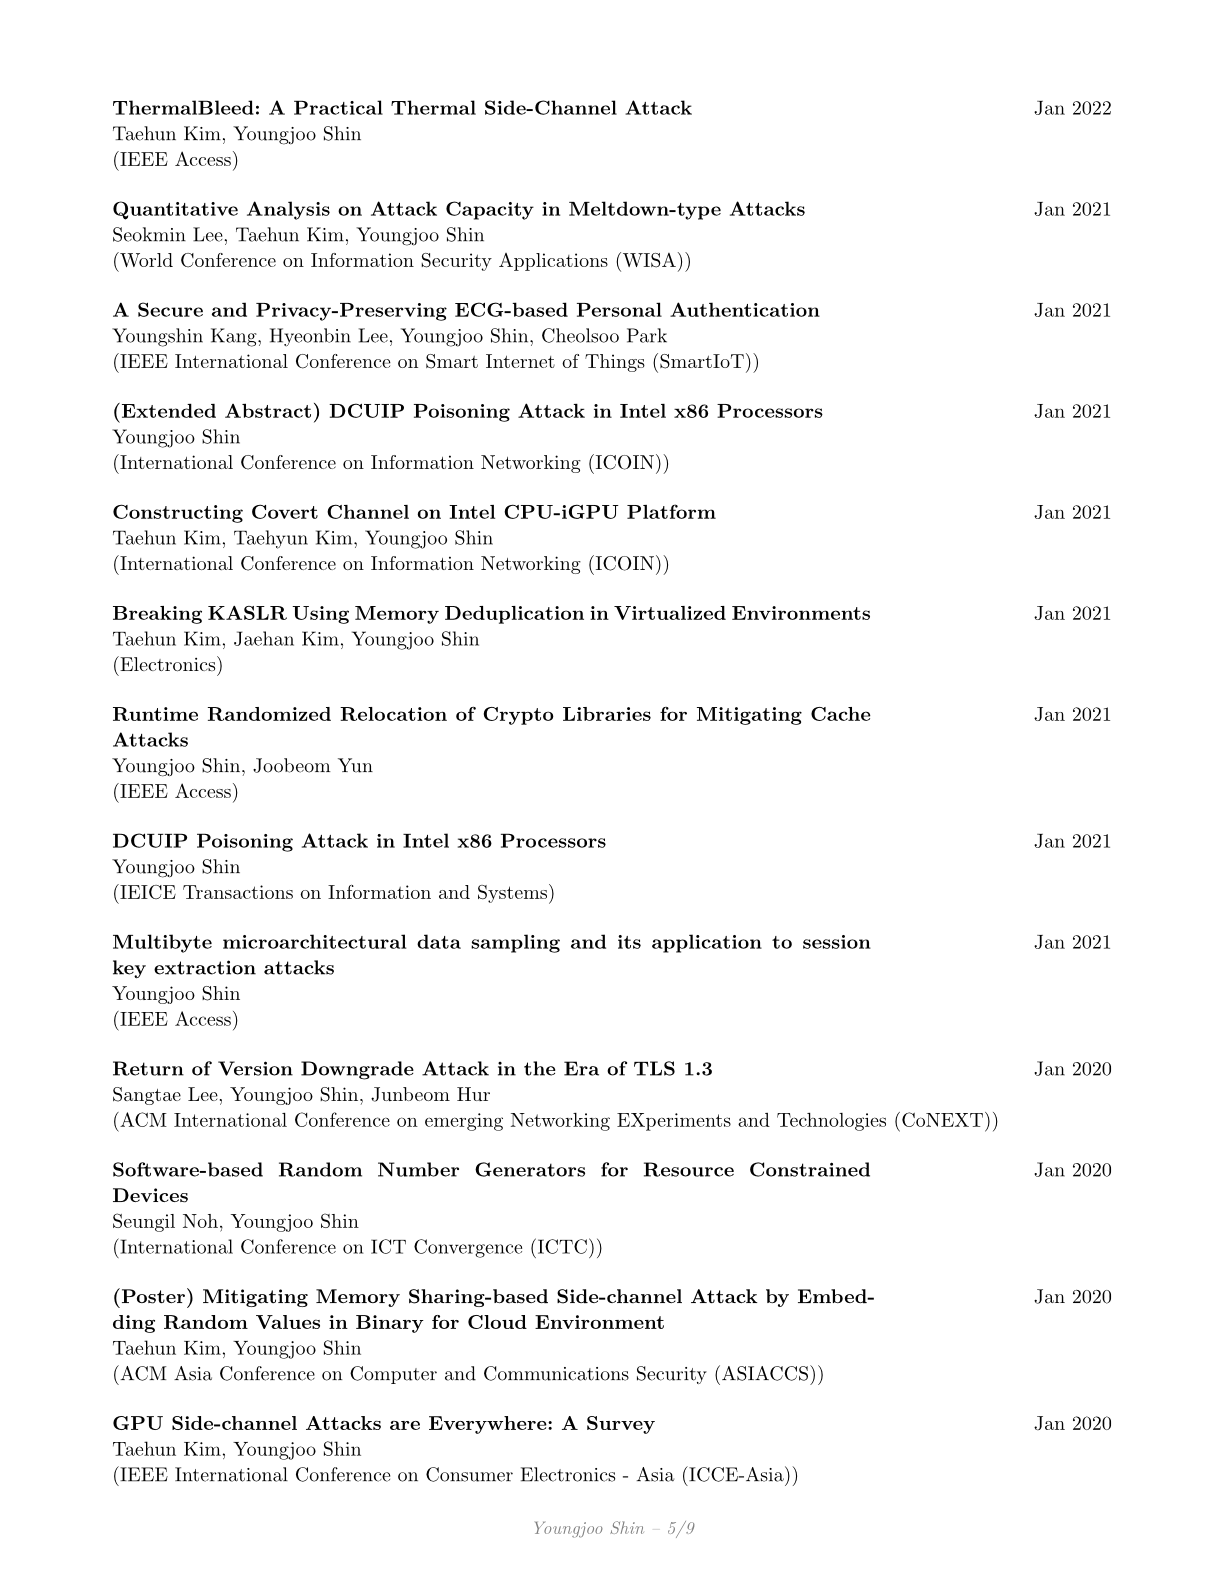 ThermalBleed: A Practical Thermal Side-Channel Attack Jan 2022
Taehun Kim, Youngjoo Shin
(IEEE Access)
Quantitative Analysis on Attack Capacity in Meltdown-type Attacks Jan 2021
Seokmin Lee, Taehun Kim, Youngjoo Shin
(World Conference on Information Security Applications (WISA))
A Secure and Privacy-Preserving ECG-based Personal Authentication Jan 2021
Youngshin Kang, Hyeonbin Lee, Youngjoo Shin, Cheolsoo Park
(IEEE International Conference on Smart Internet of Things (SmartIoT))
(Extended Abstract) DCUIP Poisoning Attack in Intel x86 Processors Jan 2021
Youngjoo Shin
(International Conference on Information Networking (ICOIN))
Constructing Covert Channel on Intel CPU-iGPU Platform Jan 2021
Taehun Kim, Taehyun Kim, Youngjoo Shin
(International Conference on Information Networking (ICOIN))
Breaking KASLR Using Memory Deduplication in Virtualized Environments Jan 2021
Taehun Kim, Jaehan Kim, Youngjoo Shin
(Electronics)
Runtime Randomized Relocation of Crypto Libraries for Mitigating Cache Jan 2021
Attacks
Youngjoo Shin, Joobeom Yun
(IEEE Access)
DCUIP Poisoning Attack in Intel x86 Processors Jan 2021
Youngjoo Shin
(IEICE Transactions on Information and Systems)
Multibyte microarchitectural data sampling and its application to session Jan 2021
key extraction attacks
Youngjoo Shin
(IEEE Access)
Return of Version Downgrade Attack in the Era of TLS 1.3 Jan 2020
Sangtae Lee, Youngjoo Shin, Junbeom Hur
(ACM International Conference on emerging Networking EXperiments and Technologies (CoNEXT))
Software-based Random Number Generators for Resource Constrained Jan 2020
Devices
Seungil Noh, Youngjoo Shin
(International Conference on ICT Convergence (ICTC))
(Poster) Mitigating Memory Sharing-based Side-channel Attack by Embed- Jan 2020
ding Random Values in Binary for Cloud Environment
Taehun Kim, Youngjoo Shin
(ACM Asia Conference on Computer and Communications Security (ASIACCS))
GPU Side-channel Attacks are Everywhere: A Survey Jan 2020
Taehun Kim, Youngjoo Shin
(IEEE International Conference on Consumer Electronics - Asia (ICCE-Asia))
Youngjoo Shin – 5/9